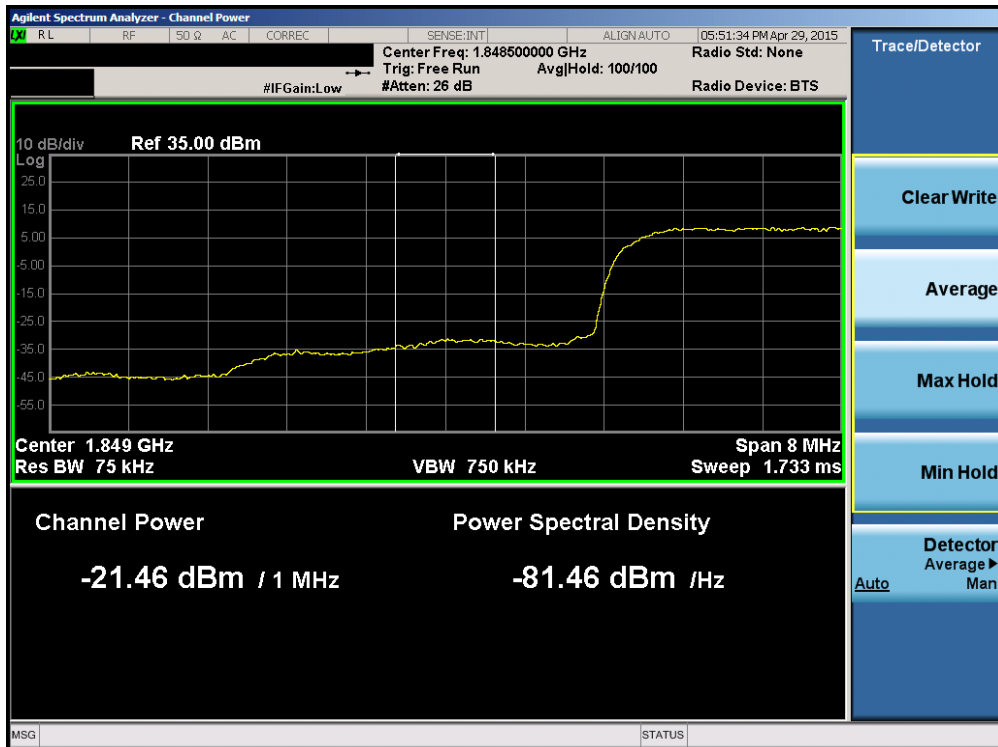 Agilent Spectrum Analyzer - Channel Power
LXI RL RF 50 Ω AC CORREC SENSE:INT ALIGNAUTO 05:51:34 PM Apr 29, 2015
Center Freq: 1.848500000 GHz Radio Std: None
Trig: Free Run Avg|Hold: 100/100
#IFGain:Low #Atten: 26 dB Radio Device: BTS
10 dB/div Ref 35.00 dBm
Log
25.0
15.0
5.00
-5.00
-15.0
-25.0
-35.0
-45.0
-55.0
Center 1.849 GHz Span 8 MHz
Res BW 75 kHz VBW 750 kHz Sweep 1.733 ms
Channel Power Power Spectral Density
-21.46 dBm / 1 MHz -81.46 dBm /Hz
MSG STATUS
Trace/Detector
Clear Write
Average
Max Hold
Min Hold
Detector
Average
Auto Man